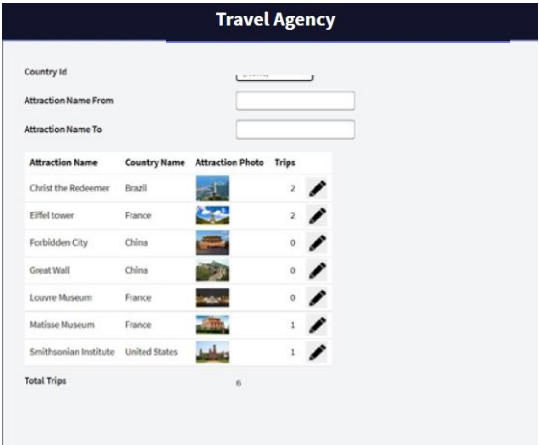 Travel Agency
Country Id
Attraction Name From
Attraction Name To
Attraction Name Country Name Attraction Photo Trips
Christ the Redeemer Brazil 2
Eiffel tower France 2
Forbidden City China 0
Great Wall China 0
Louvre Museum France 0
Matisse Museum France 1
Smithsonian Institute United States 1
Total Trips 6